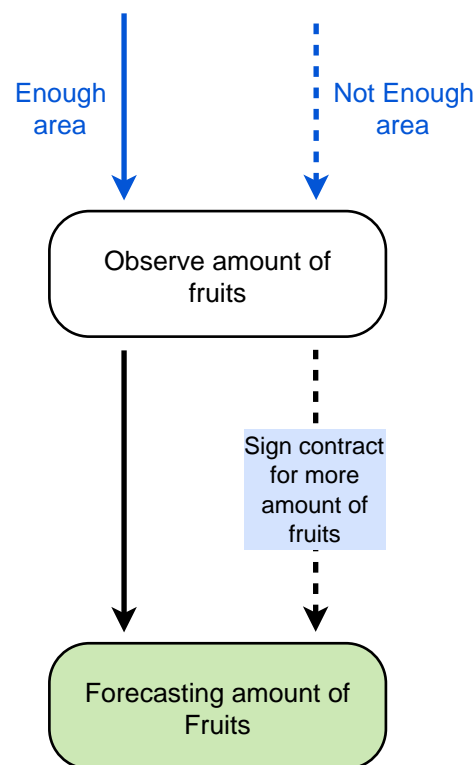 Enough
area
Not Enough
area
Observe amount of
fruits
Sign contract
for more
amount of
fruits
Forecasting amount of
Fruits